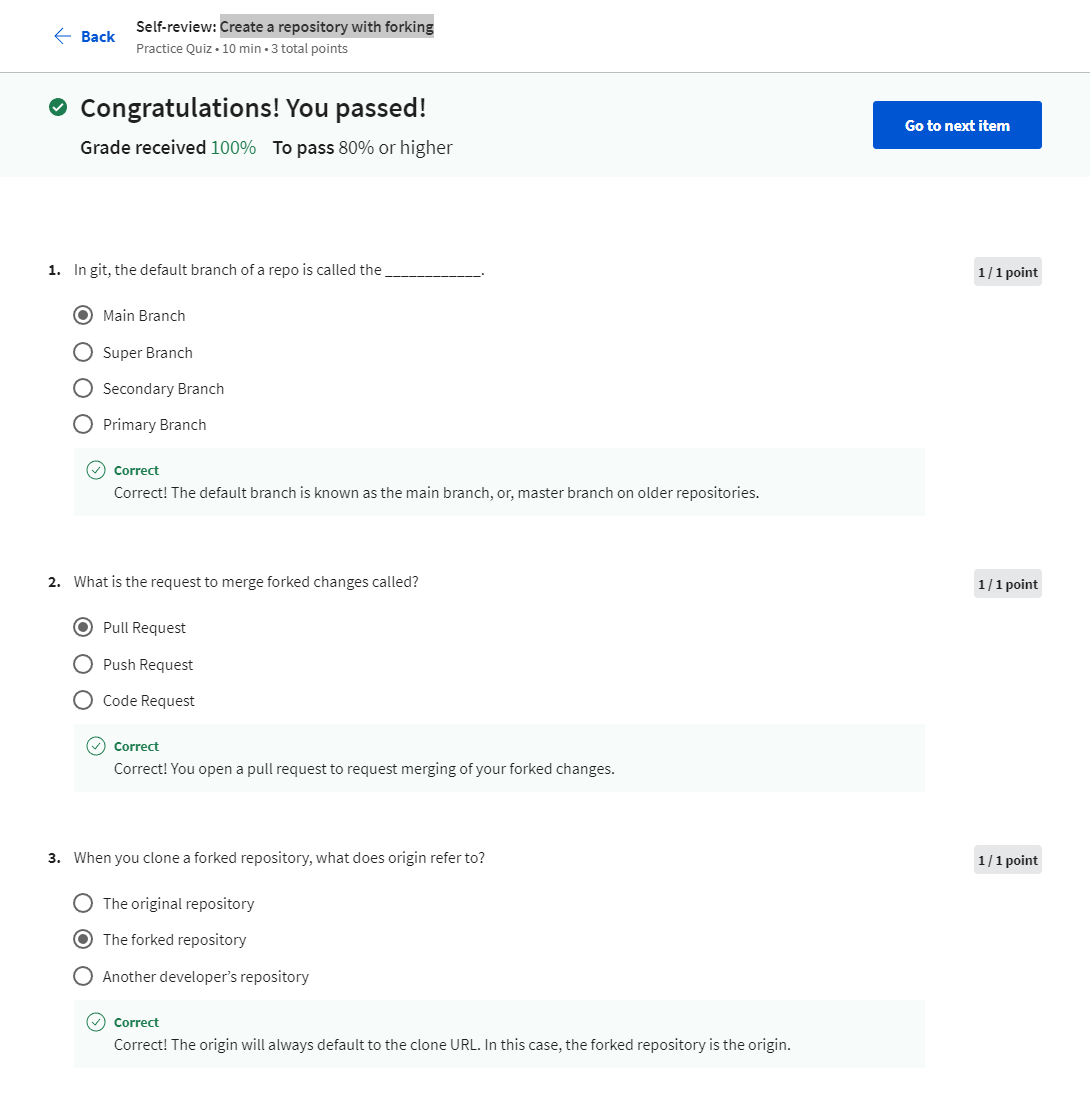 Back
Self-review: Create a repository with forking
Practice Quiz • 10 min • 3 total points
Congratulations! You passed!
Grade received 100% To pass 80% or higher
Go to next item
1. In git, the default branch of a repo is called the ____________.
1 / 1 point
Main Branch
Super Branch
Secondary Branch
Primary Branch
Correct
Correct! The default branch is known as the main branch, or, master branch on older repositories.
2. What is the request to merge forked changes called?
1 / 1 point
Pull Request
Push Request
Code Request
Correct
Correct! You open a pull request to request merging of your forked changes.
3. When you clone a forked repository, what does origin refer to?
1 / 1 point
The original repository
The forked repository
Another developer’s repository
Correct
Correct! The origin will always default to the clone URL. In this case, the forked repository is the origin.